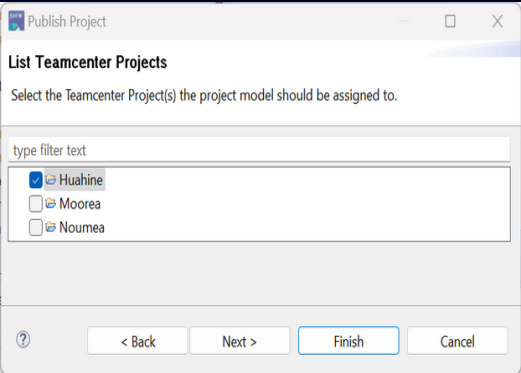 Publish Project
List Teamcenter Projects
Select the Teamcenter Project(s) the project model should be assigned to.
type filter text
Huahine
Moorea
Noumea
? < Back Next > Finish Cancel